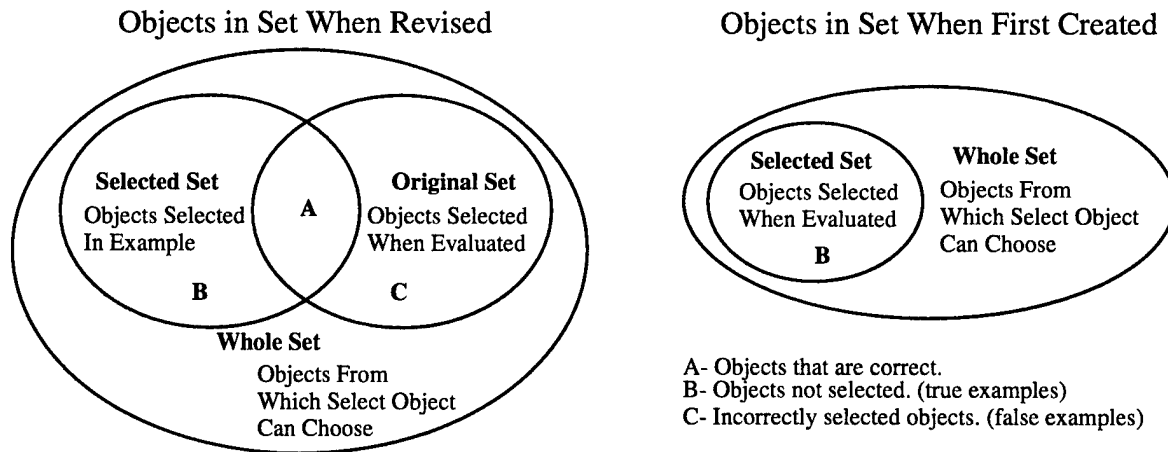 Objects in Set When Revised
Selected Set
Objects Selected
In Example
B
A
Original Set
Objects Selected
When Evaluated
C
Whole Set
Objects From
Which Select Object
Can Choose
Objects in Set When First Created
Selected Set
Objects Selected
When Evaluated
B
Whole Set
Objects From
Which Select Object
Can Choose
A- Objects that are correct.
B- Objects not selected. (true examples)
C- Incorrectly selected objects. (false examples)